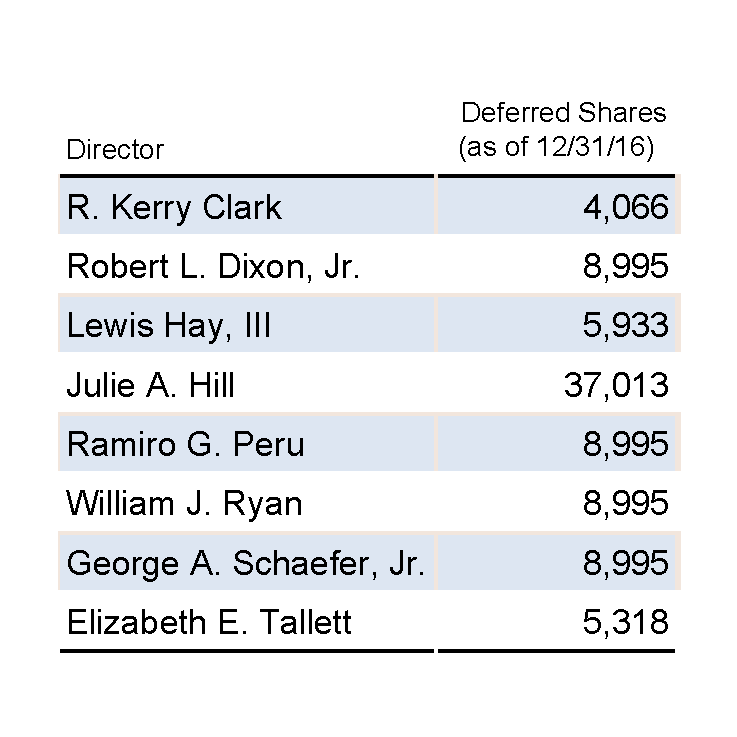 Deferred Shares
Director (as of 12/31/16)
R. Kerry Clark 4,066
Robert L. Dixon, Jr. 8,995
Lewis Hay, III 5,933
Julie A. Hill 37,013
Ramiro G. Peru 8,995
William J. Ryan 8,995
George A. Schaefer, Jr. 8,995
Elizabeth E. Tallett 5,318